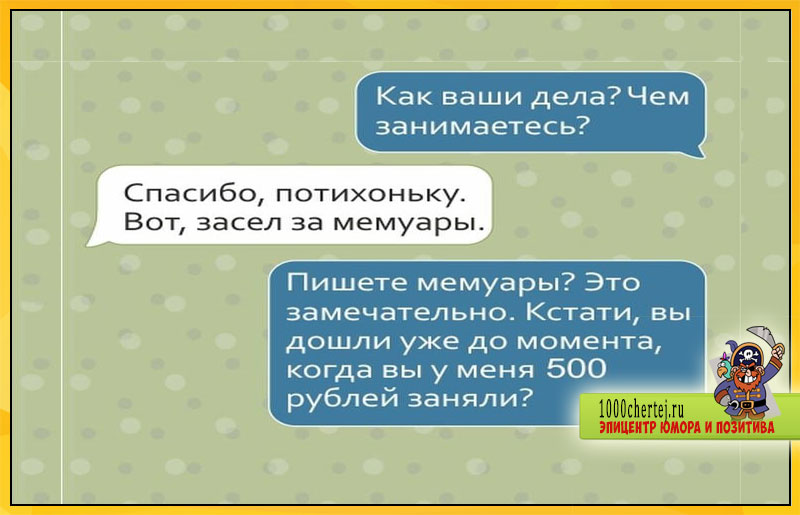 Как ваши дела? Чем
занимаетесь?
Спасибо, потихоньку.
Вот, засел за мемуары.
Пишете мемуары? Это
замечательно. Кстати, вы
дошли уже до момента,
когда вы у меня 500
рублей заняли?
1000chertej.ru
ЭПИЦЕНТР ЮМОРА И ПОЗИТИВА